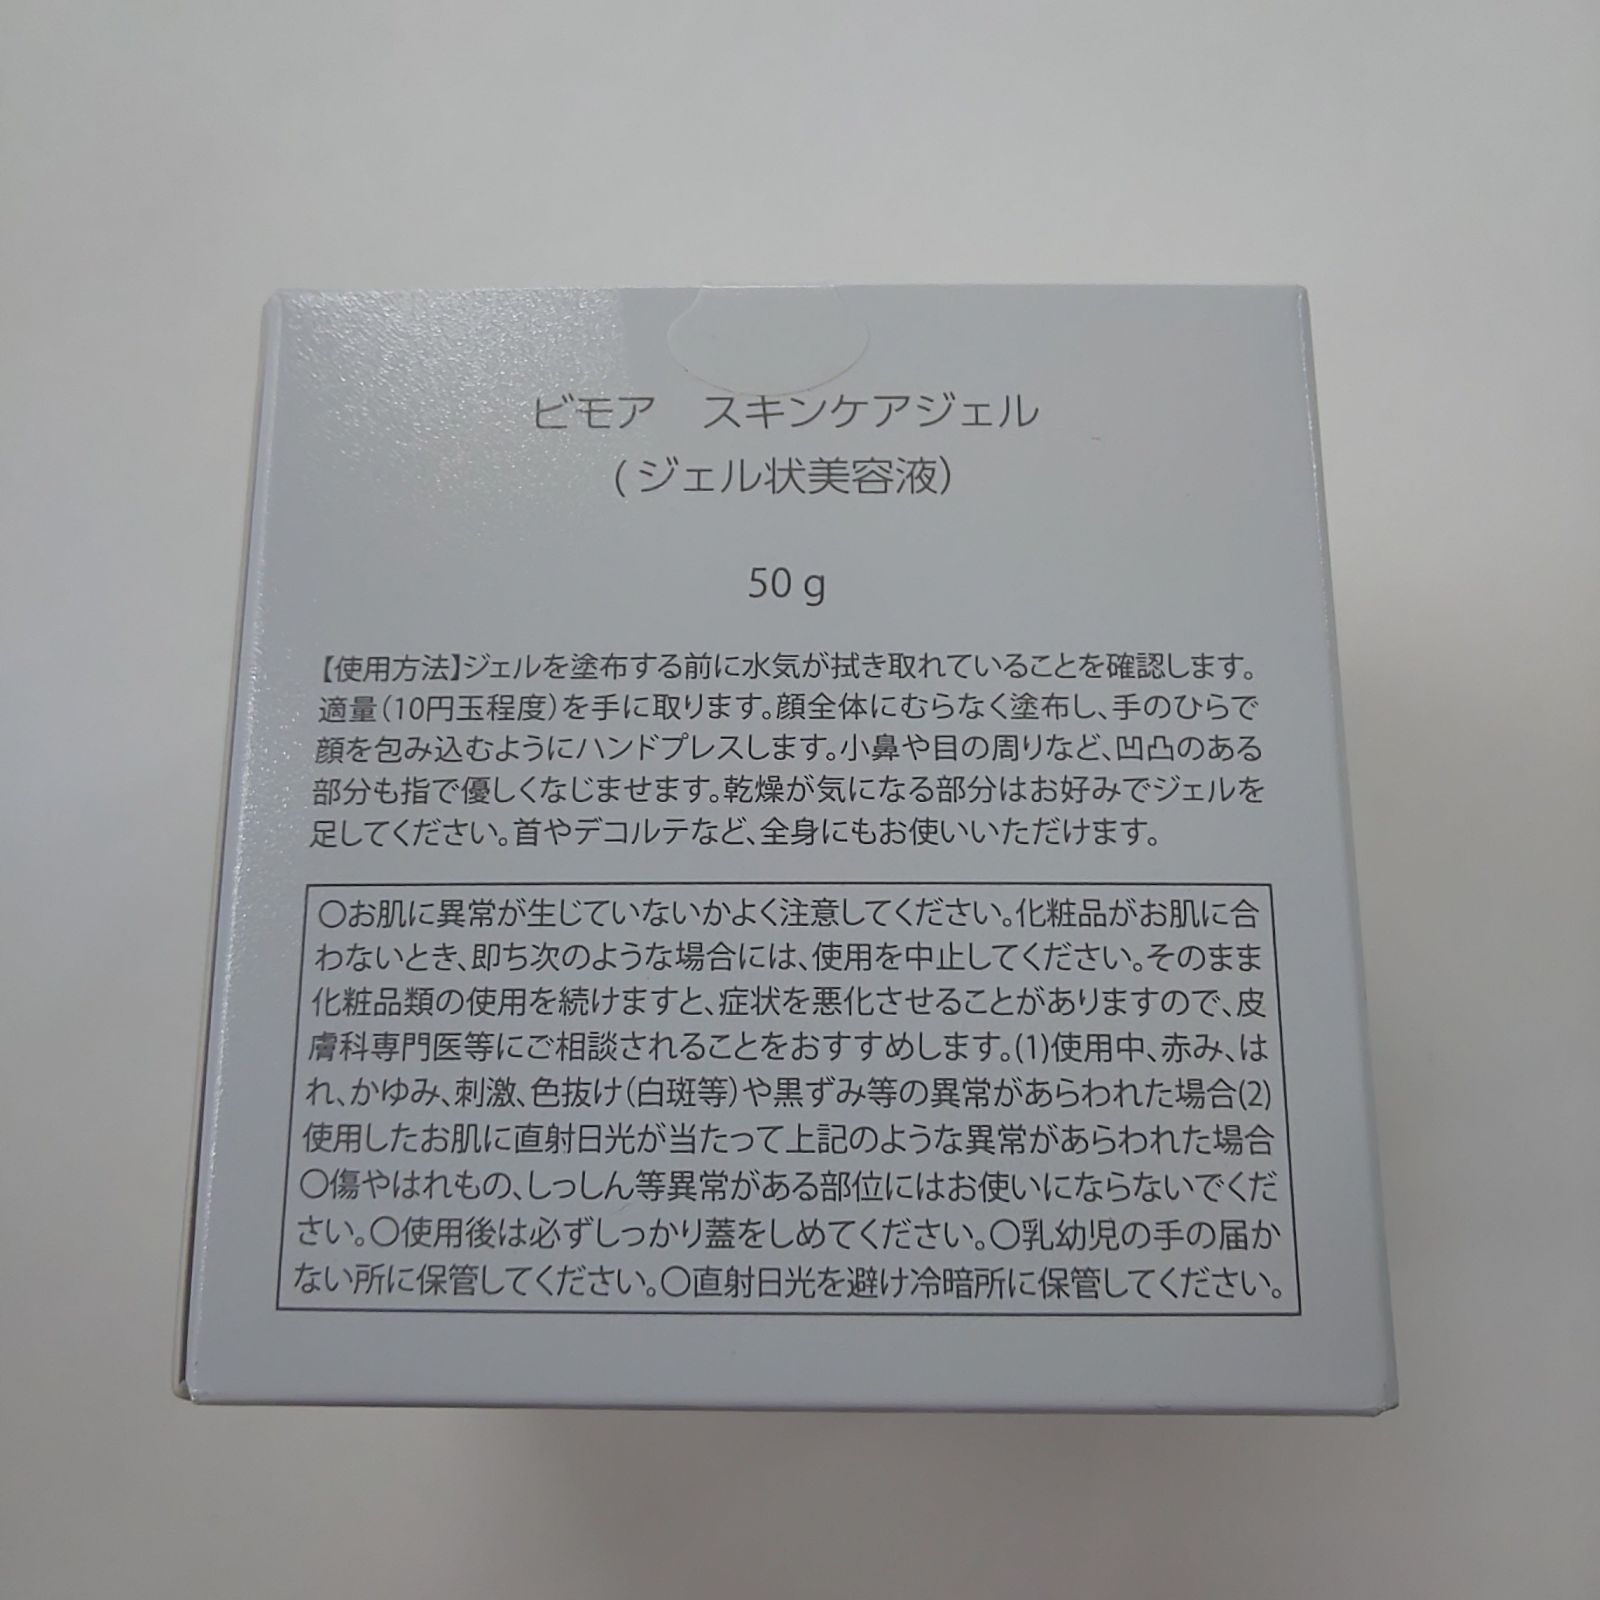 ビモア　スキンケアジェル
(ジェル状美容液)
50 g
【使用方法】ジェルを塗布する前に水気が拭き取れていることを確認します。
適量(10円玉程度)を手に取ります。顔全体にむらなく塗布し、手のひらで
顔を包み込むようにハンドプレスします。小鼻や目の周りなど、凹凸のある
部分も指で優しくなじませます。乾燥が気になる部分はお好みでジェルを
足してください。首やデコルテなど、全身にもお使いいただけます。
〇お肌に異常が生じていないかよく注意してください。化粧品がお肌に合
わないとき、即ち次のような場合には、使用を中止してください。そのまま
化粧品類の使用を続けますと、症状を悪化させることがありますので、皮
膚科専門医等にご相談されることをおすすめします。(1)使用中、赤み、は
れ、かゆみ、刺激、色抜け(白斑等)や黒ずみ等の異常があらわれた場合(2)
使用したお肌に直射日光が当たって上記のような異常があらわれた場合
〇傷やはれもの、しっしん等異常がある部位にはお使いにならないでくだ
さい。〇使用後は必ずしっかり蓋をしめてください。〇乳幼児の手の届か
ない所に保管してください。〇直射日光を避け冷暗所に保管してください。